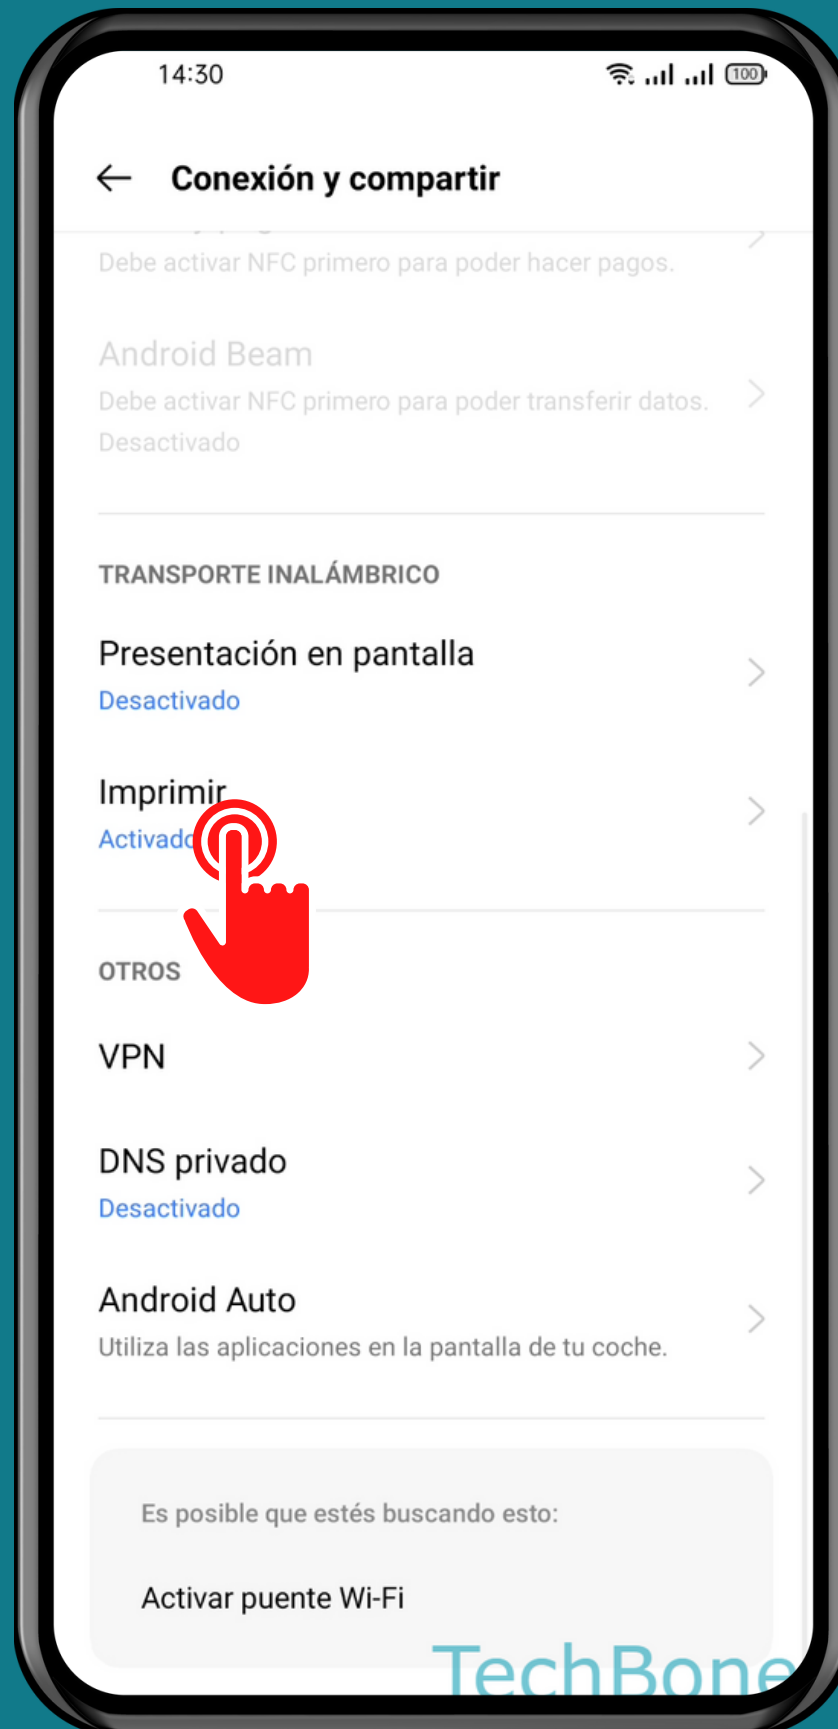 14:30
100
Conexión y compartir
Debe activar NFC primero para poder hacer pagos.
Android Beam
Debe activar NFC primero para poder transferir datos.
Desactivado
TRANSPORTE INALÁMBRICO
Presentación en pantalla
Desactivado
Imprimir
Activado
OTROS
VPN
DNS privado
Desactivado
Android Auto
Utiliza las aplicaciones en la pantalla de tu coche.
Es posible que estés buscando esto:
Activar puente Wi-Fi
TechBone